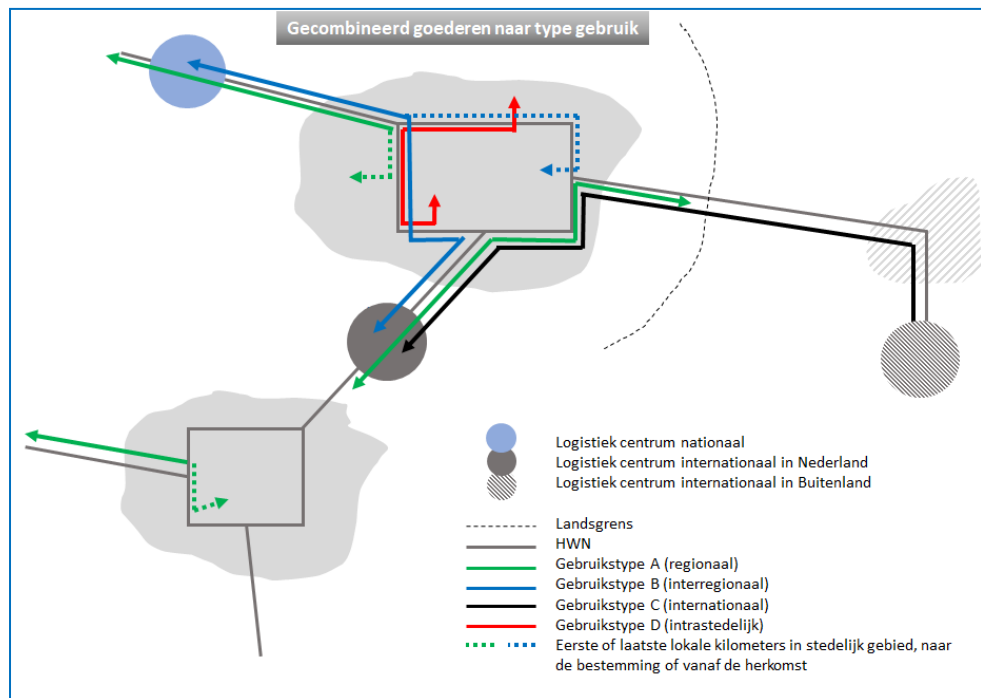 Gecombineerd goederen naar type gebruik
Logistiek centrum nationaal
Logistiek centrum internationaal in Nederland
Logistiek centrum internationaal in Buitenland
Landsgrens
HWN
Gebruikstype A (regionaal)
Gebruikstype B (interregionaal)
Gebruikstype C (internationaal)
Gebruikstype D (intrastedelijk)
Eerste of laatste lokale kilometers in stedelijk gebied, naar
de bestemming of vanaf de herkomst